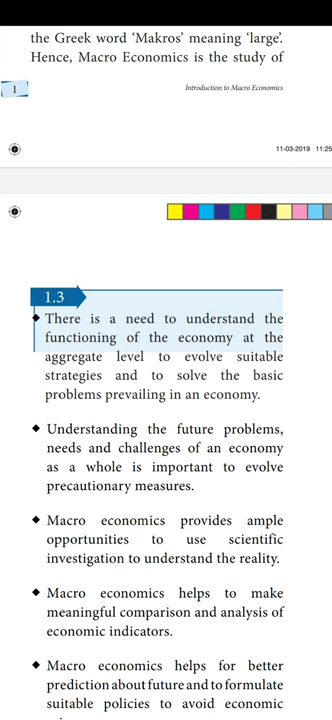 the Greek word ‘Makros’ meaning ‘large’.
Hence, Macro Economics is the study of
1
Introduction to Macro Economics
11-03-2019 11:25
1.3
◆ There is a need to understand the
functioning of the economy at the
aggregate level to evolve suitable
strategies and to solve the basic
problems prevailing in an economy.
◆ Understanding the future problems,
needs and challenges of an economy
as a whole is important to evolve
precautionary measures.
◆ Macro economics provides ample
opportunities to use scientific
investigation to understand the reality.
◆ Macro economics helps to make
meaningful comparison and analysis of
economic indicators.
◆ Macro economics helps for better
prediction about future and to formulate
suitable policies to avoid economic